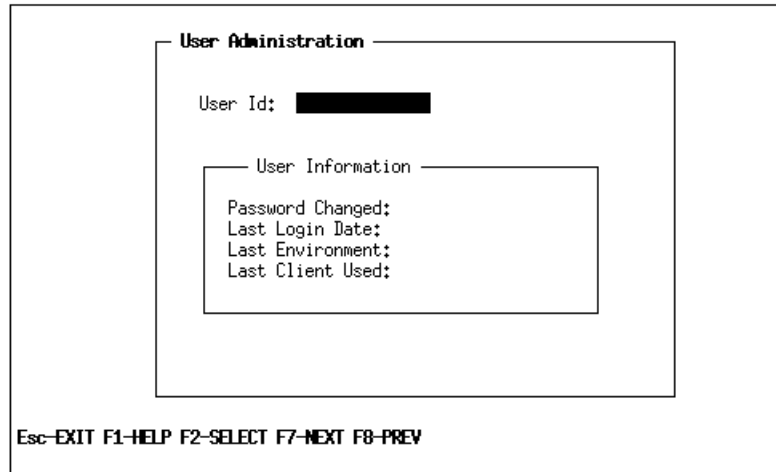 User Administration
User Id:
User Information
Password Changed:
Last Login Date:
Last Environment:
Last Client Used:
Esc-EXIT F1-HELP F2-SELECT F7-NEXT F8-PREV